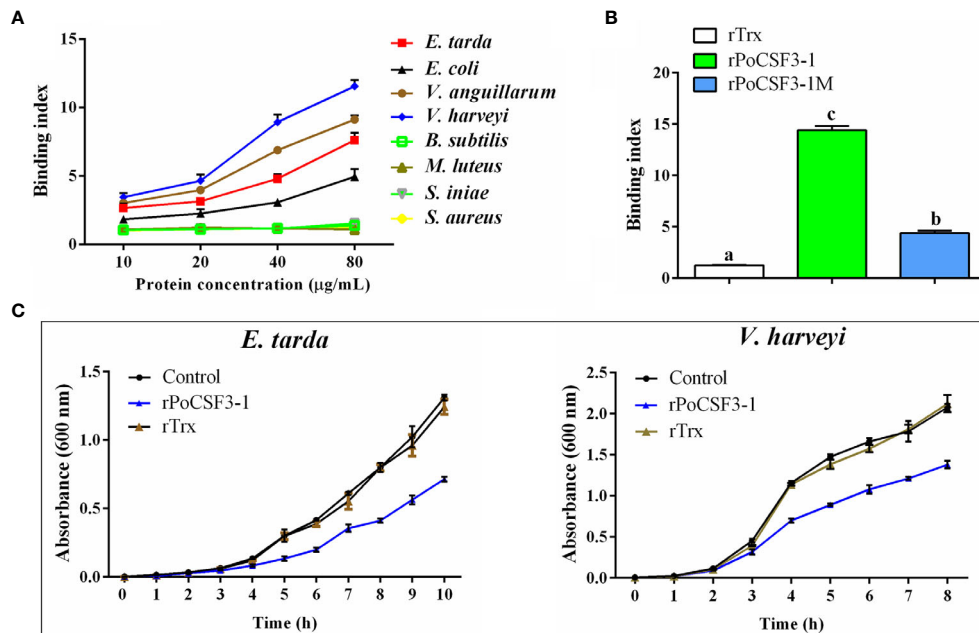 A
Binding index
15
10
5
0
10 20 40 80
Protein concentration (µg/mL)
E. tarda
E. coli
V. anguillarum
V. harveyi
B. subtilis
M. luteus
S. iniae
S. aureus
B
rTrx
rPoCSF3-1
rPoCSF3-1M
Binding index
20
15
10
5
0
a
c
b
C
E. tarda
Control
rPoCSF3-1
rTrx
Absorbance (600 nm)
1.5
1.0
0.5
0.0
0 1 2 3 4 5 6 7 8 9 10
Time (h)
V. harveyi
Control
rPoCSF3-1
rTrx
Absorbance (600 nm)
2.5
2.0
1.5
1.0
0.5
0.0
0 1 2 3 4 5 6 7 8
Time (h)